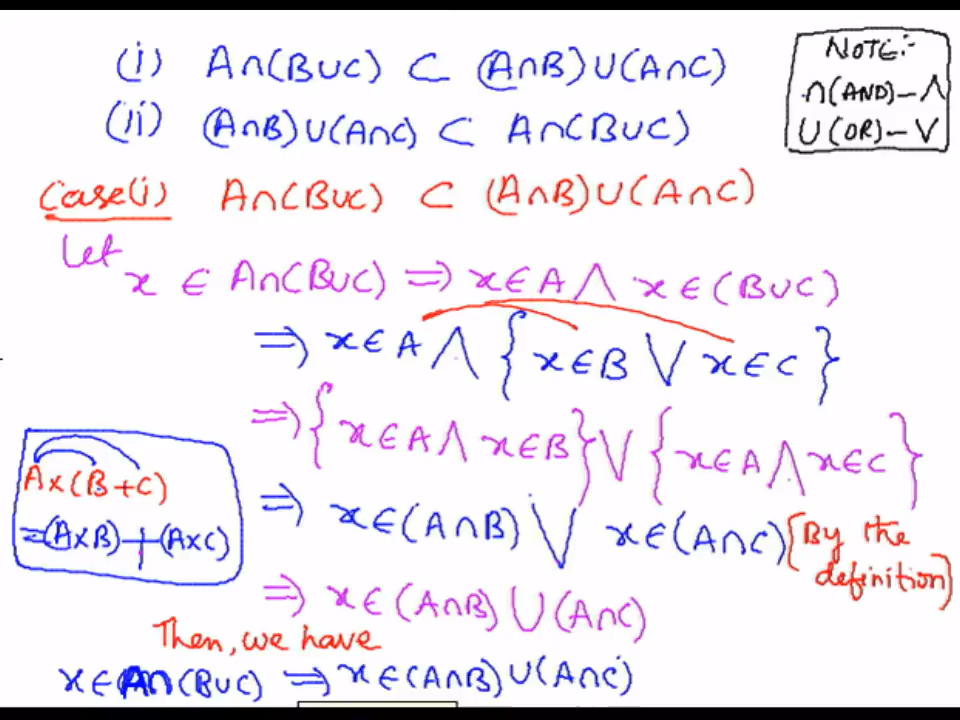 (i) A∩(B∪C) ⊂ (A∩B)∪(A∩C)
(ii) (A∩B)∪(A∩C) ⊂ A∩(B∪C)
NOTE:-
∩(AND)-∧
∪(OR)-∨
Case(i) A∩(B∪C) ⊂ (A∩B)∪(A∩C)
Let
x ∈ A∩(B∪C) ⇒ x∈A ∧ x∈(B∪C)
⇒ x∈A ∧ {x∈B ∨ x∈C}
⇒ {x∈A ∧ x∈B} ∨ {x∈A ∧ x∈C}
A×(B+C)
=(A×B)+(A×C)
⇒ x∈(A∩B) ∨ x∈(A∩C) [By the
definition]
⇒ x∈(A∩B)∪(A∩C)
Then, we have
x∈A∩(B∪C) ⇒ x∈(A∩B)∪(A∩C)